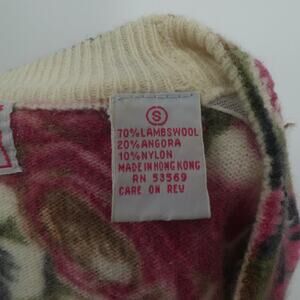 S
70% LAMBSWOOL
20% ANGORA
10% NYLON
MADE IN HONG KONG
RN 53569
CARE ON REV